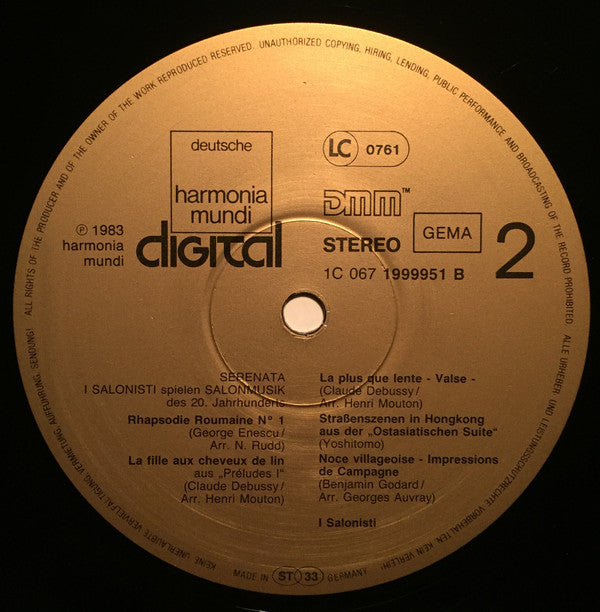 ALL RIGHTS OF THE PRODUCER AND OF THE OWNER OF THE WORK REPRODUCED RESERVED. UNAUTHORIZED COPYING, HIRING, LENDING, PUBLIC PERFORMANCE AND BROADCASTING OF THE RECORD PROHIBITED.
ALLE URHEBER- UND LEISTUNGSSCHUTZRECHTE VORBEHALTEN. KEIN VERLEIH! KEINE UNERLAUBTE VERVIELFÄLTIGUNG, VERMIETUNG, AUFFÜHRUNG, SENDUNG!
deutsche
harmonia
mundi
digital
℗ 1983
harmonia
mundi
LC 0761
DMM™
STEREO
GEMA
2
1C 067 1999951 B
SERENATA
I SALONISTI spielen SALONMUSIK
des 20. Jahrhunderts
Rhapsodie Roumaine N° 1
(George Enescu/
Arr. N. Rudd)
La fille aux cheveux de lin
aus „Préludes I“
(Claude Debussy/
Arr. Henri Mouton)
La plus que lente - Valse -
(Claude Debussy/
Arr. Henri Mouton)
Straßenszenen in Hongkong
aus der „Ostasiatischen Suite“
(Yoshitomo)
Noce villageoise - Impressions
de Campagne
(Benjamin Godard/
Arr. Georges Auvray)
I Salonisti
MADE IN ST 33 GERMANY